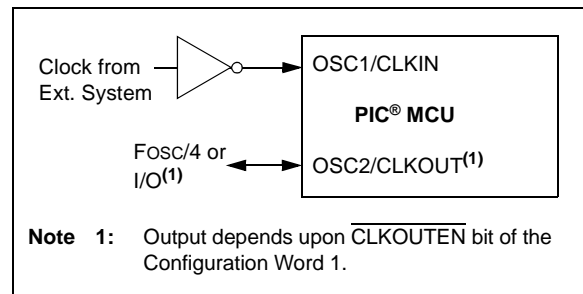 Clock from
Ext. System
OSC1/CLKIN
PIC® MCU
FOSC/4 or
I/O(1)
OSC2/CLKOUT(1)
Note 1: Output depends upon CLKOUTEN bit of the
Configuration Word 1.